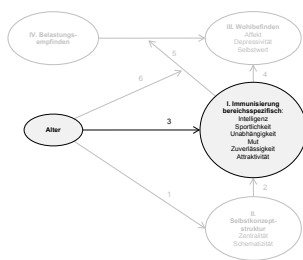 IV. Belastungs-
empfinden
III. Wohlbefinden
Affekt
Depressivität
Selbstwert
5
6
4
I. Immunisierung
bereichsspezifisch:
Intelligenz
Sportlichkeit
Unabhängigkeit
Mut
Zuverlässigkeit
Attraktivität
Alter
3
1
2
II.
Selbstkonzept-
struktur
Zentralität
Schematizität